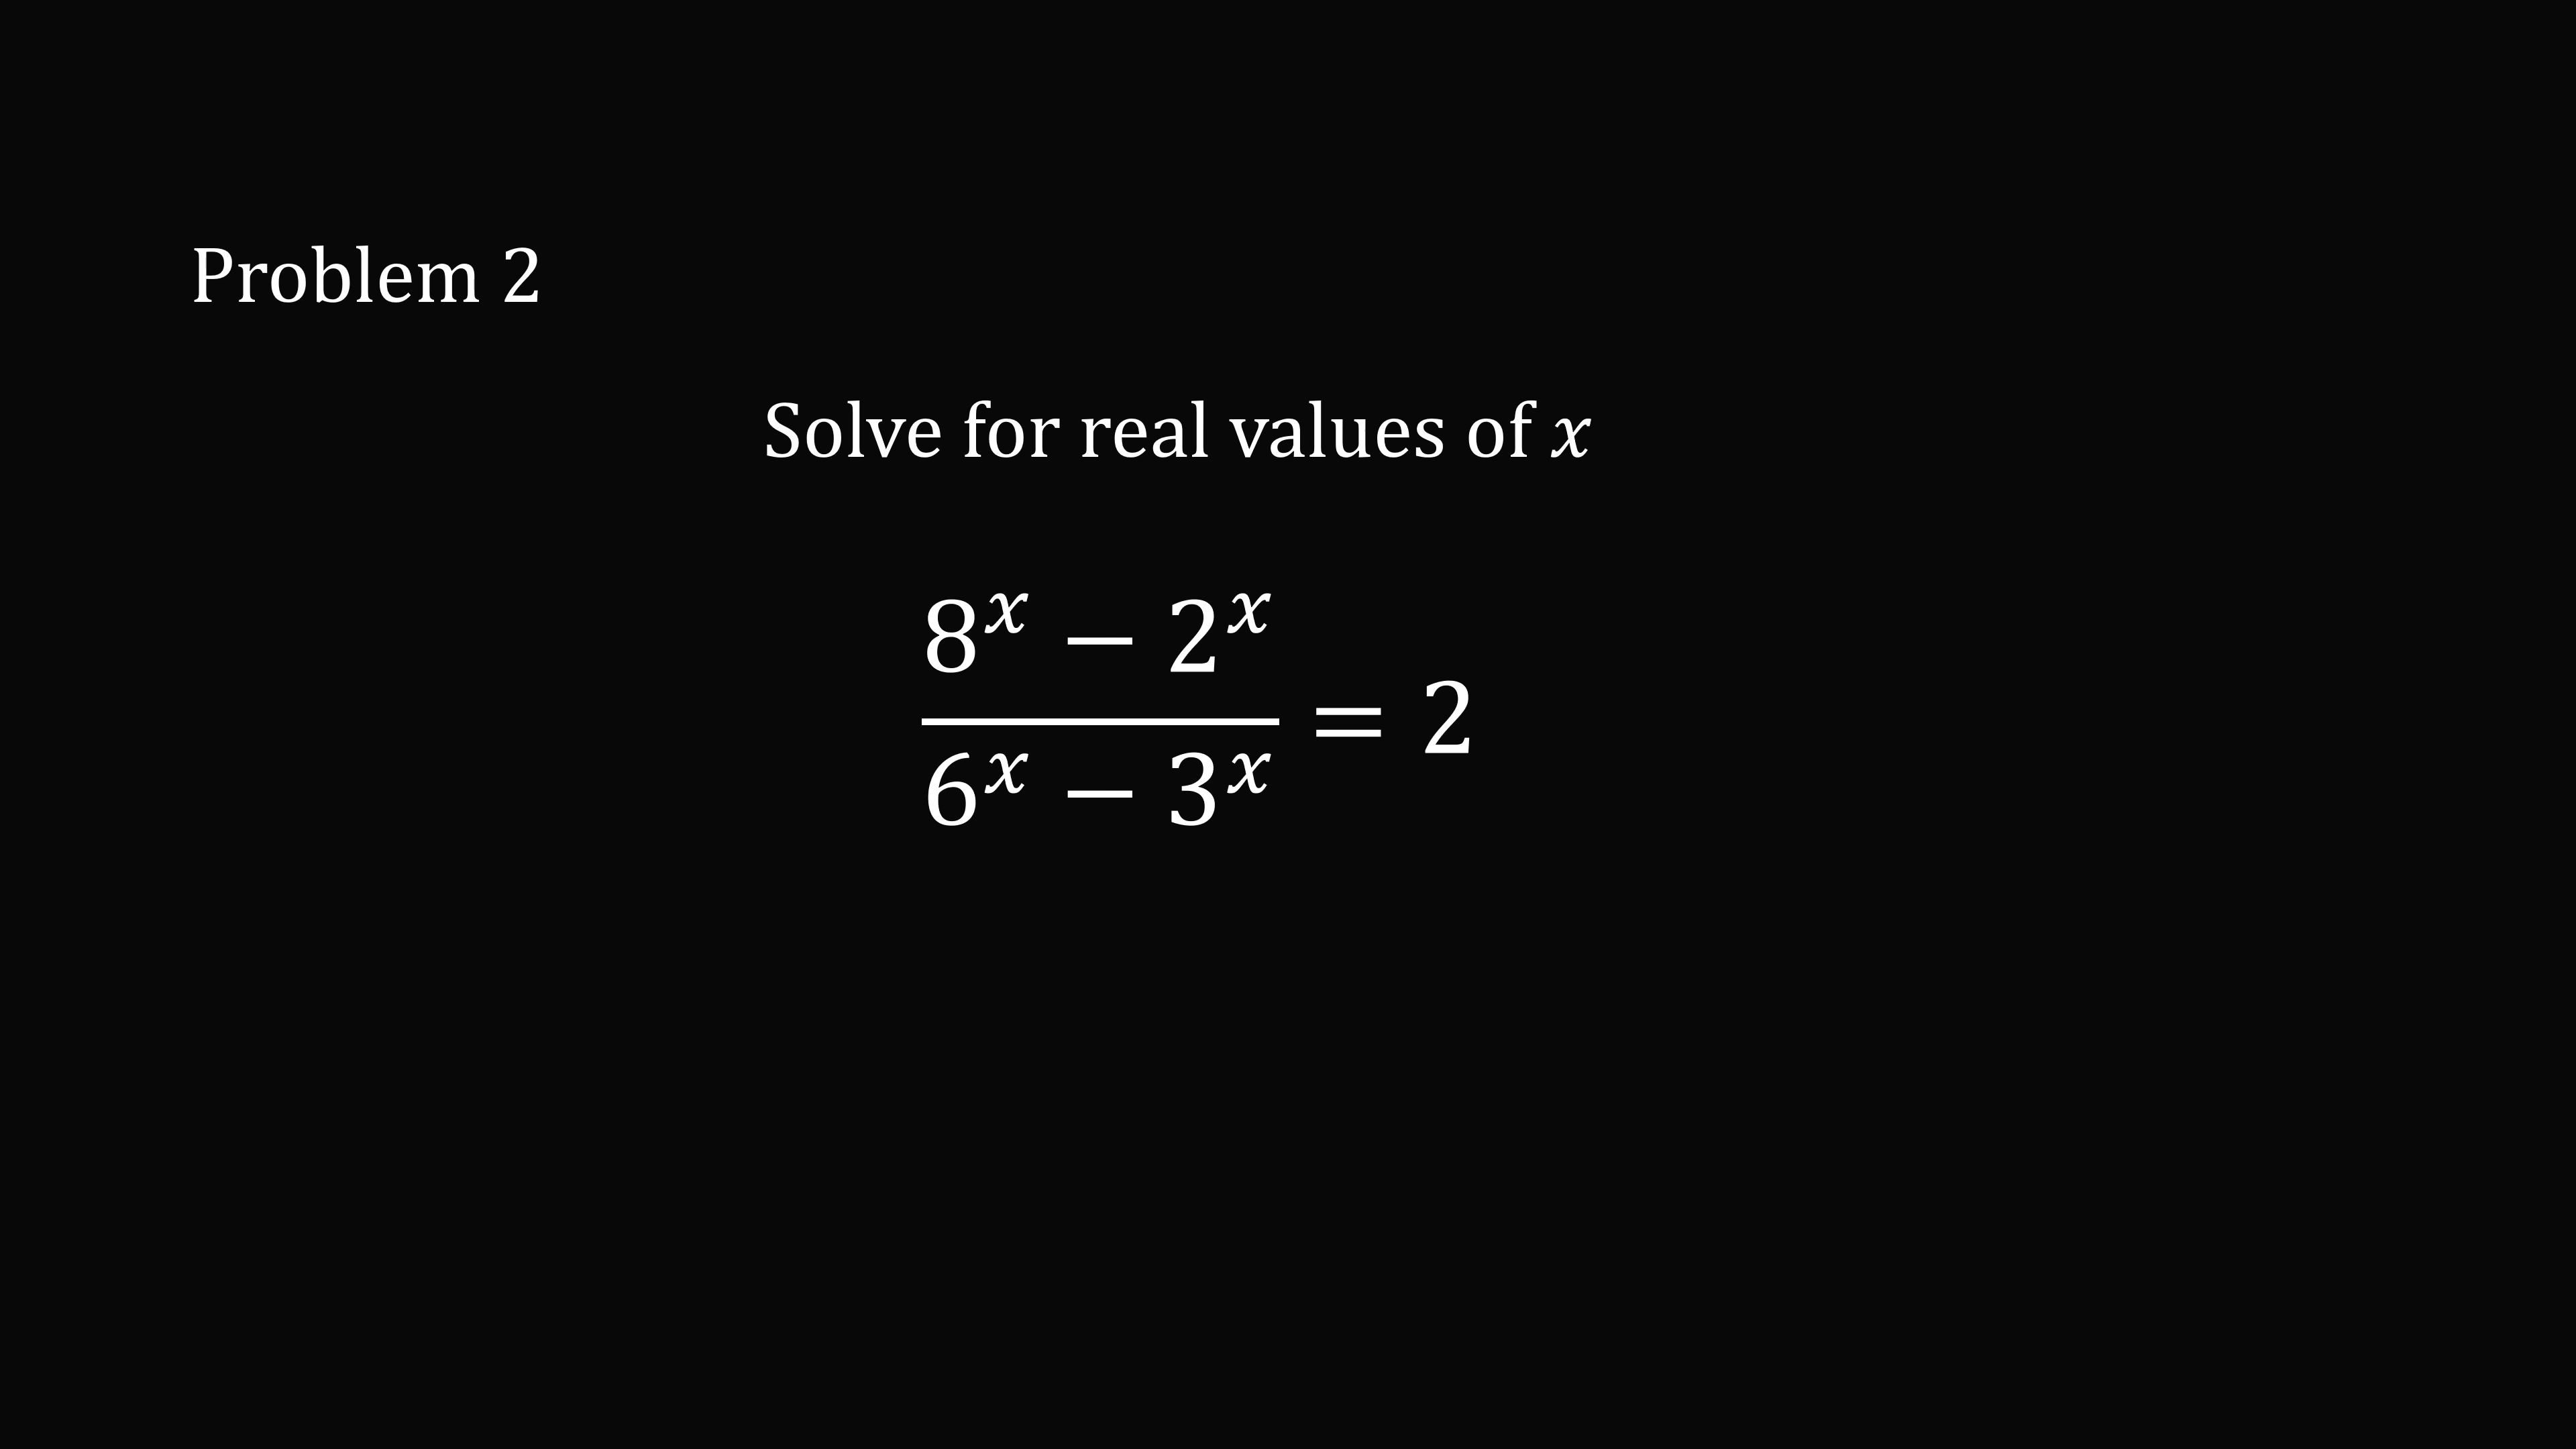 Problem 2
Solve for real values of x
8^x − 2^x
6^x − 3^x
= 2